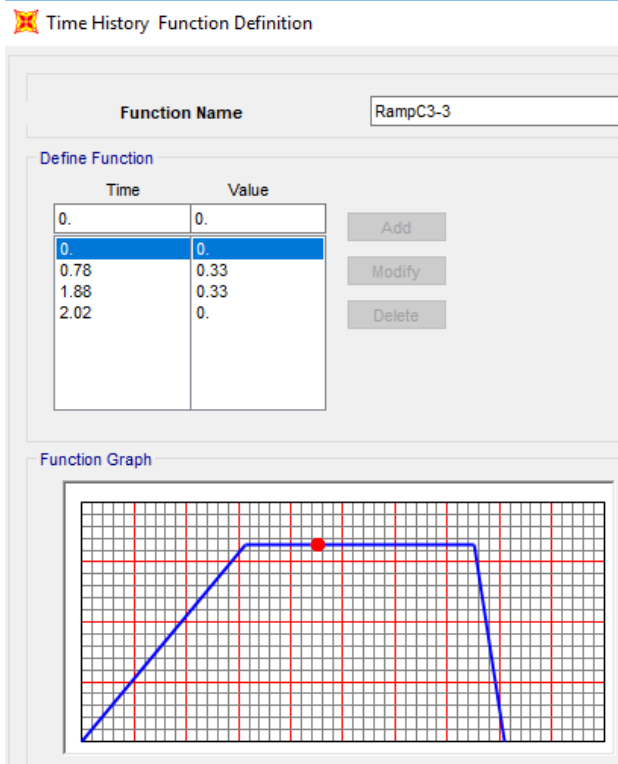 Time History Function Definition
Function Name RampC3-3
Define Function
Time Value
0. 0.
Add
0. 0.
0.78 0.33
Modify
1.88 0.33
2.02 0.
Delete
Function Graph